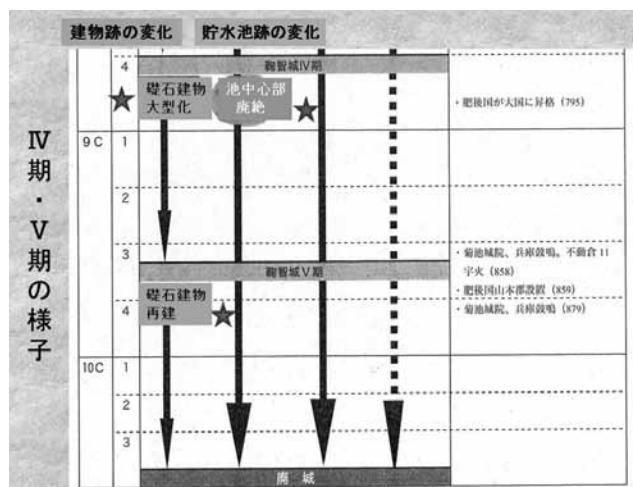 建物跡の変化
貯水池跡の変化
Ⅳ期・Ⅴ期の様子
4
鞠智城Ⅳ期
礎石建物
大型化
池中心部
廃絶
・肥後国が大国に昇格(795)
9C
1
2
3
・菊池城院、兵庫鼓鳴、不動倉11
宇火(858)
鞠智城Ⅴ期
・肥後国山本郡設置(859)
礎石建物
再建
4
・菊池城院、兵庫鼓鳴(879)
10C
1
2
3
廃城